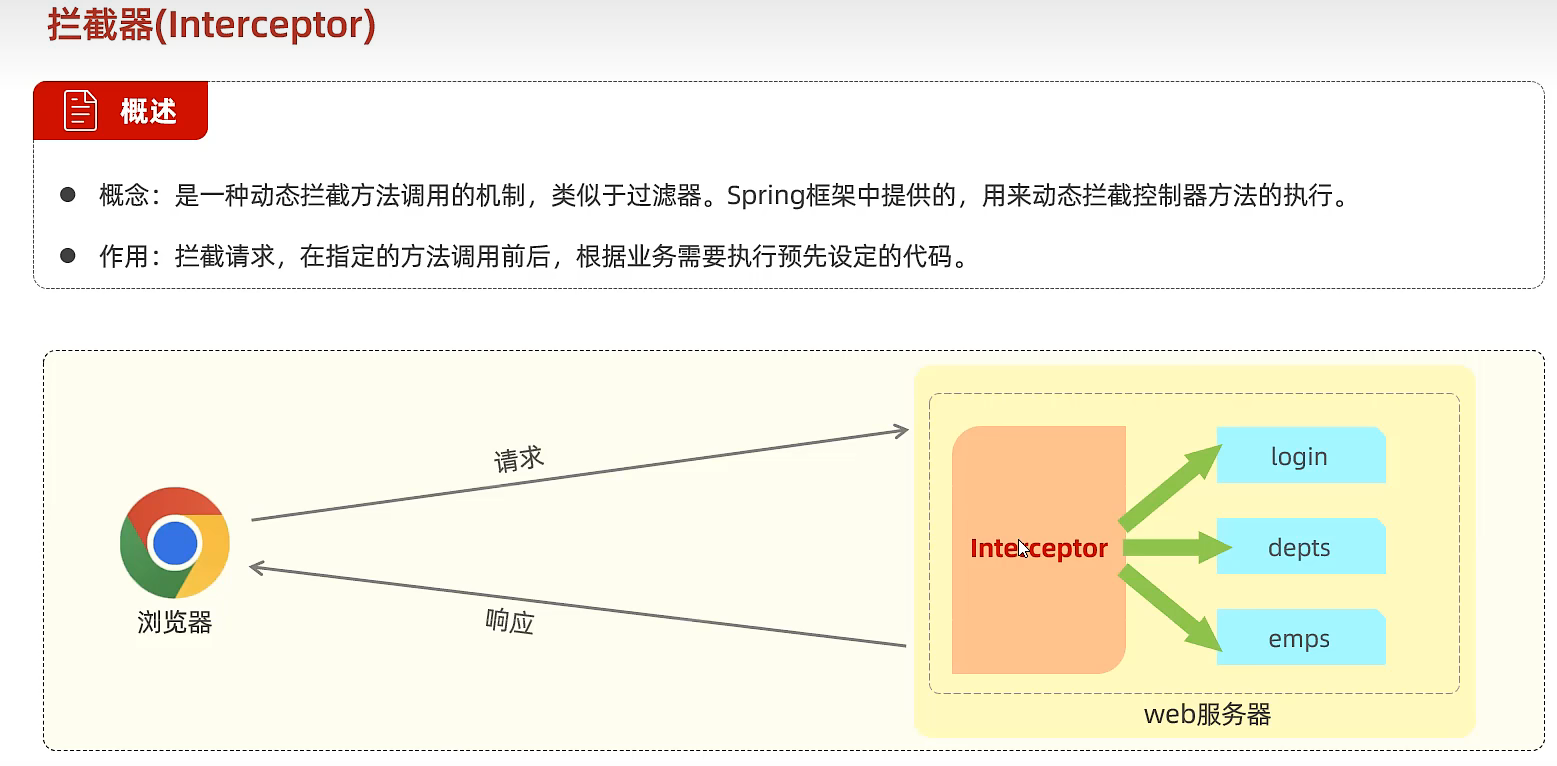 拦截器(Interceptor)
概述
概念：是一种动态拦截方法调用的机制，类似于过滤器。Spring框架中提供的，用来动态拦截控制器方法的执行。
作用：拦截请求，在指定的方法调用前后，根据业务需要执行预先设定的代码。
请求
login
Interceptor
depts
浏览器
响应
emps
web服务器